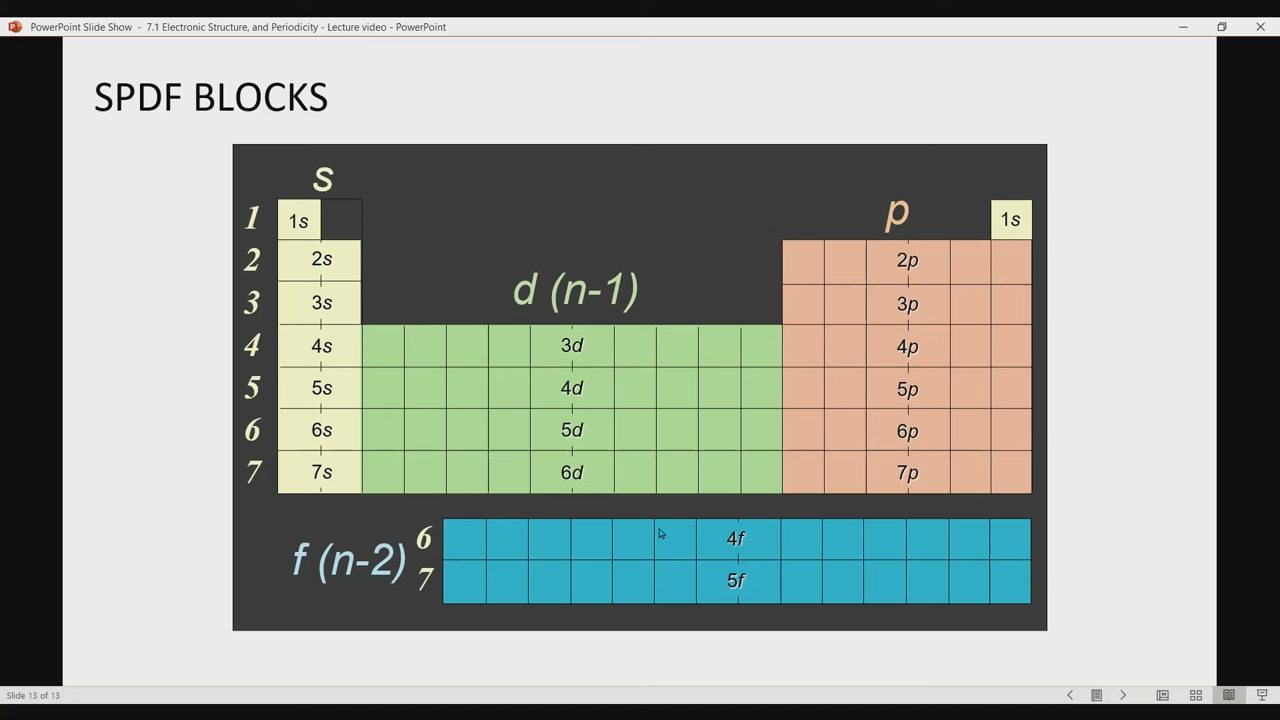 PowerPoint Slide Show - 7.1 Electronic Structure, and Periodicity - Lecture video - PowerPoint
SPDF BLOCKS
s
p
1 1s 1s
2 2s 2p
d (n-1)
3 3s 3p
4 4s 3d 4p
5 5s 4d 5p
6 6s 5d 6p
7 7s 6d 7p
f (n-2)
6 4f
7 5f
Slide 13 of 13